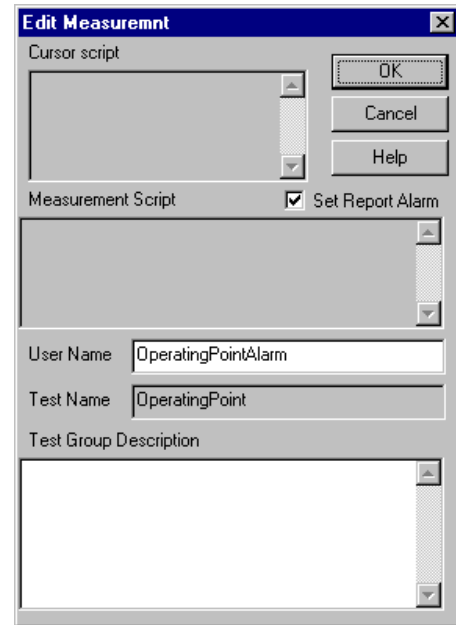 Edit Measuremnt
Cursor script
OK
Cancel
Help
Measurement Script
Set Report Alarm
User Name OperatingPointAlarm
Test Name OperatingPoint
Test Group Description